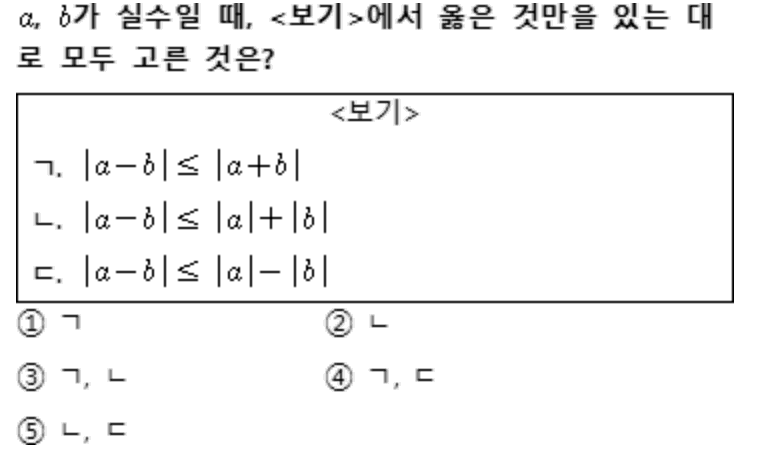 a, b가 실수일 때, <보기>에서 옳은 것만을 있는 대
로 모두 고른 것은?
<보기>
ㄱ. |a-b| ≤ |a+b|
ㄴ. |a-b| ≤ |a|+|b|
ㄷ. |a-b| ≤ |a|-|b|
① ㄱ ② ㄴ
③ ㄱ, ㄴ ④ ㄱ, ㄷ
⑤ ㄴ, ㄷ